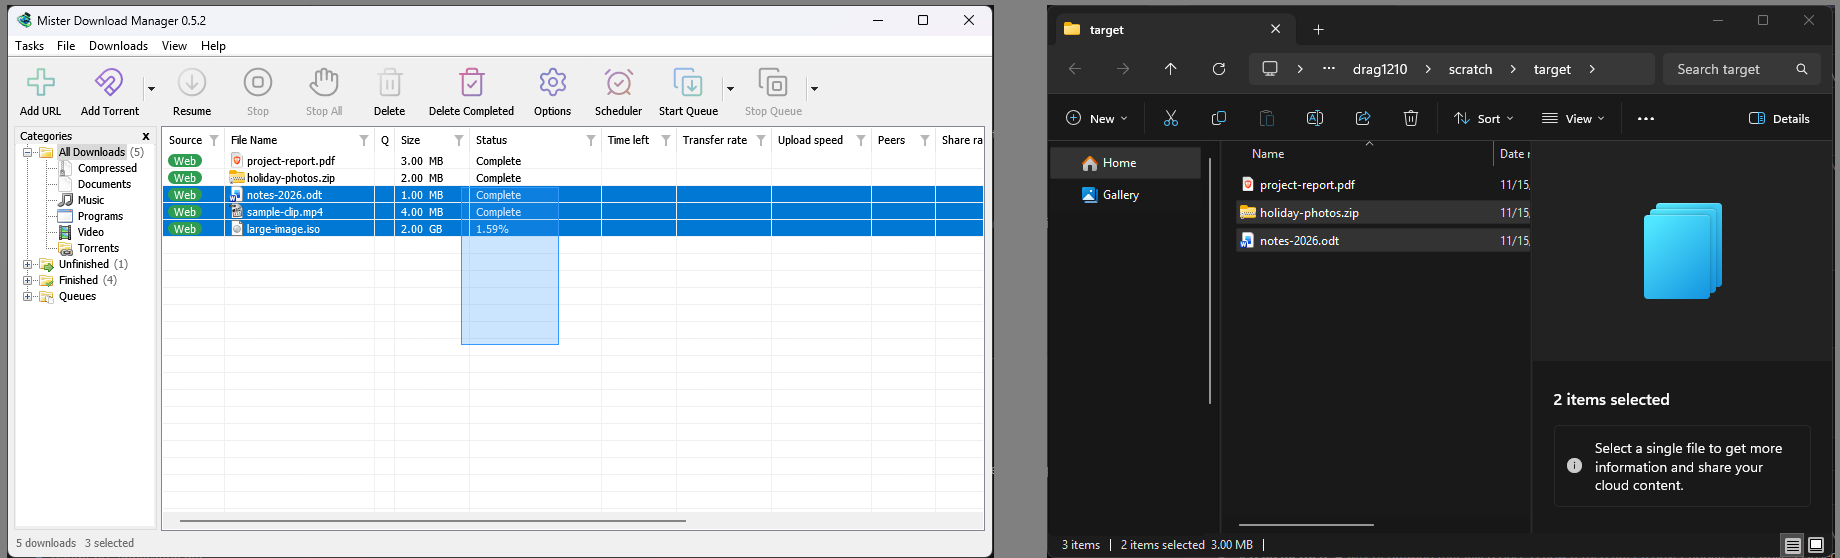 Mister Download Manager 0.5.2
Tasks File Downloads View Help
Add URL Add Torrent Resume Stop Stop All Delete Delete Completed Options Scheduler Start Queue Stop Queue
Categories x
All Downloads (5)
Compressed
Documents
Music
Programs
Video
Torrents
Unfinished (1)
Finished (4)
Queues
Source File Name Q Size Status Time left Transfer rate Upload speed Peers Share ra
Web project-report.pdf 3.00 MB Complete
Web holiday-photos.zip 2.00 MB Complete
Web notes-2026.odt 1.00 MB Complete
Web sample-clip.mp4 4.00 MB Complete
Web large-image.iso 2.00 GB 1.59%
5 downloads 3 selected
target
drag1210 scratch target Search target
New Sort View Details
Home
Gallery
Name Date
project-report.pdf 11/15/
holiday-photos.zip 11/15/
notes-2026.odt 11/15/
2 items selected
Select a single file to get more
information and share your
cloud content.
3 items 2 items selected 3.00 MB